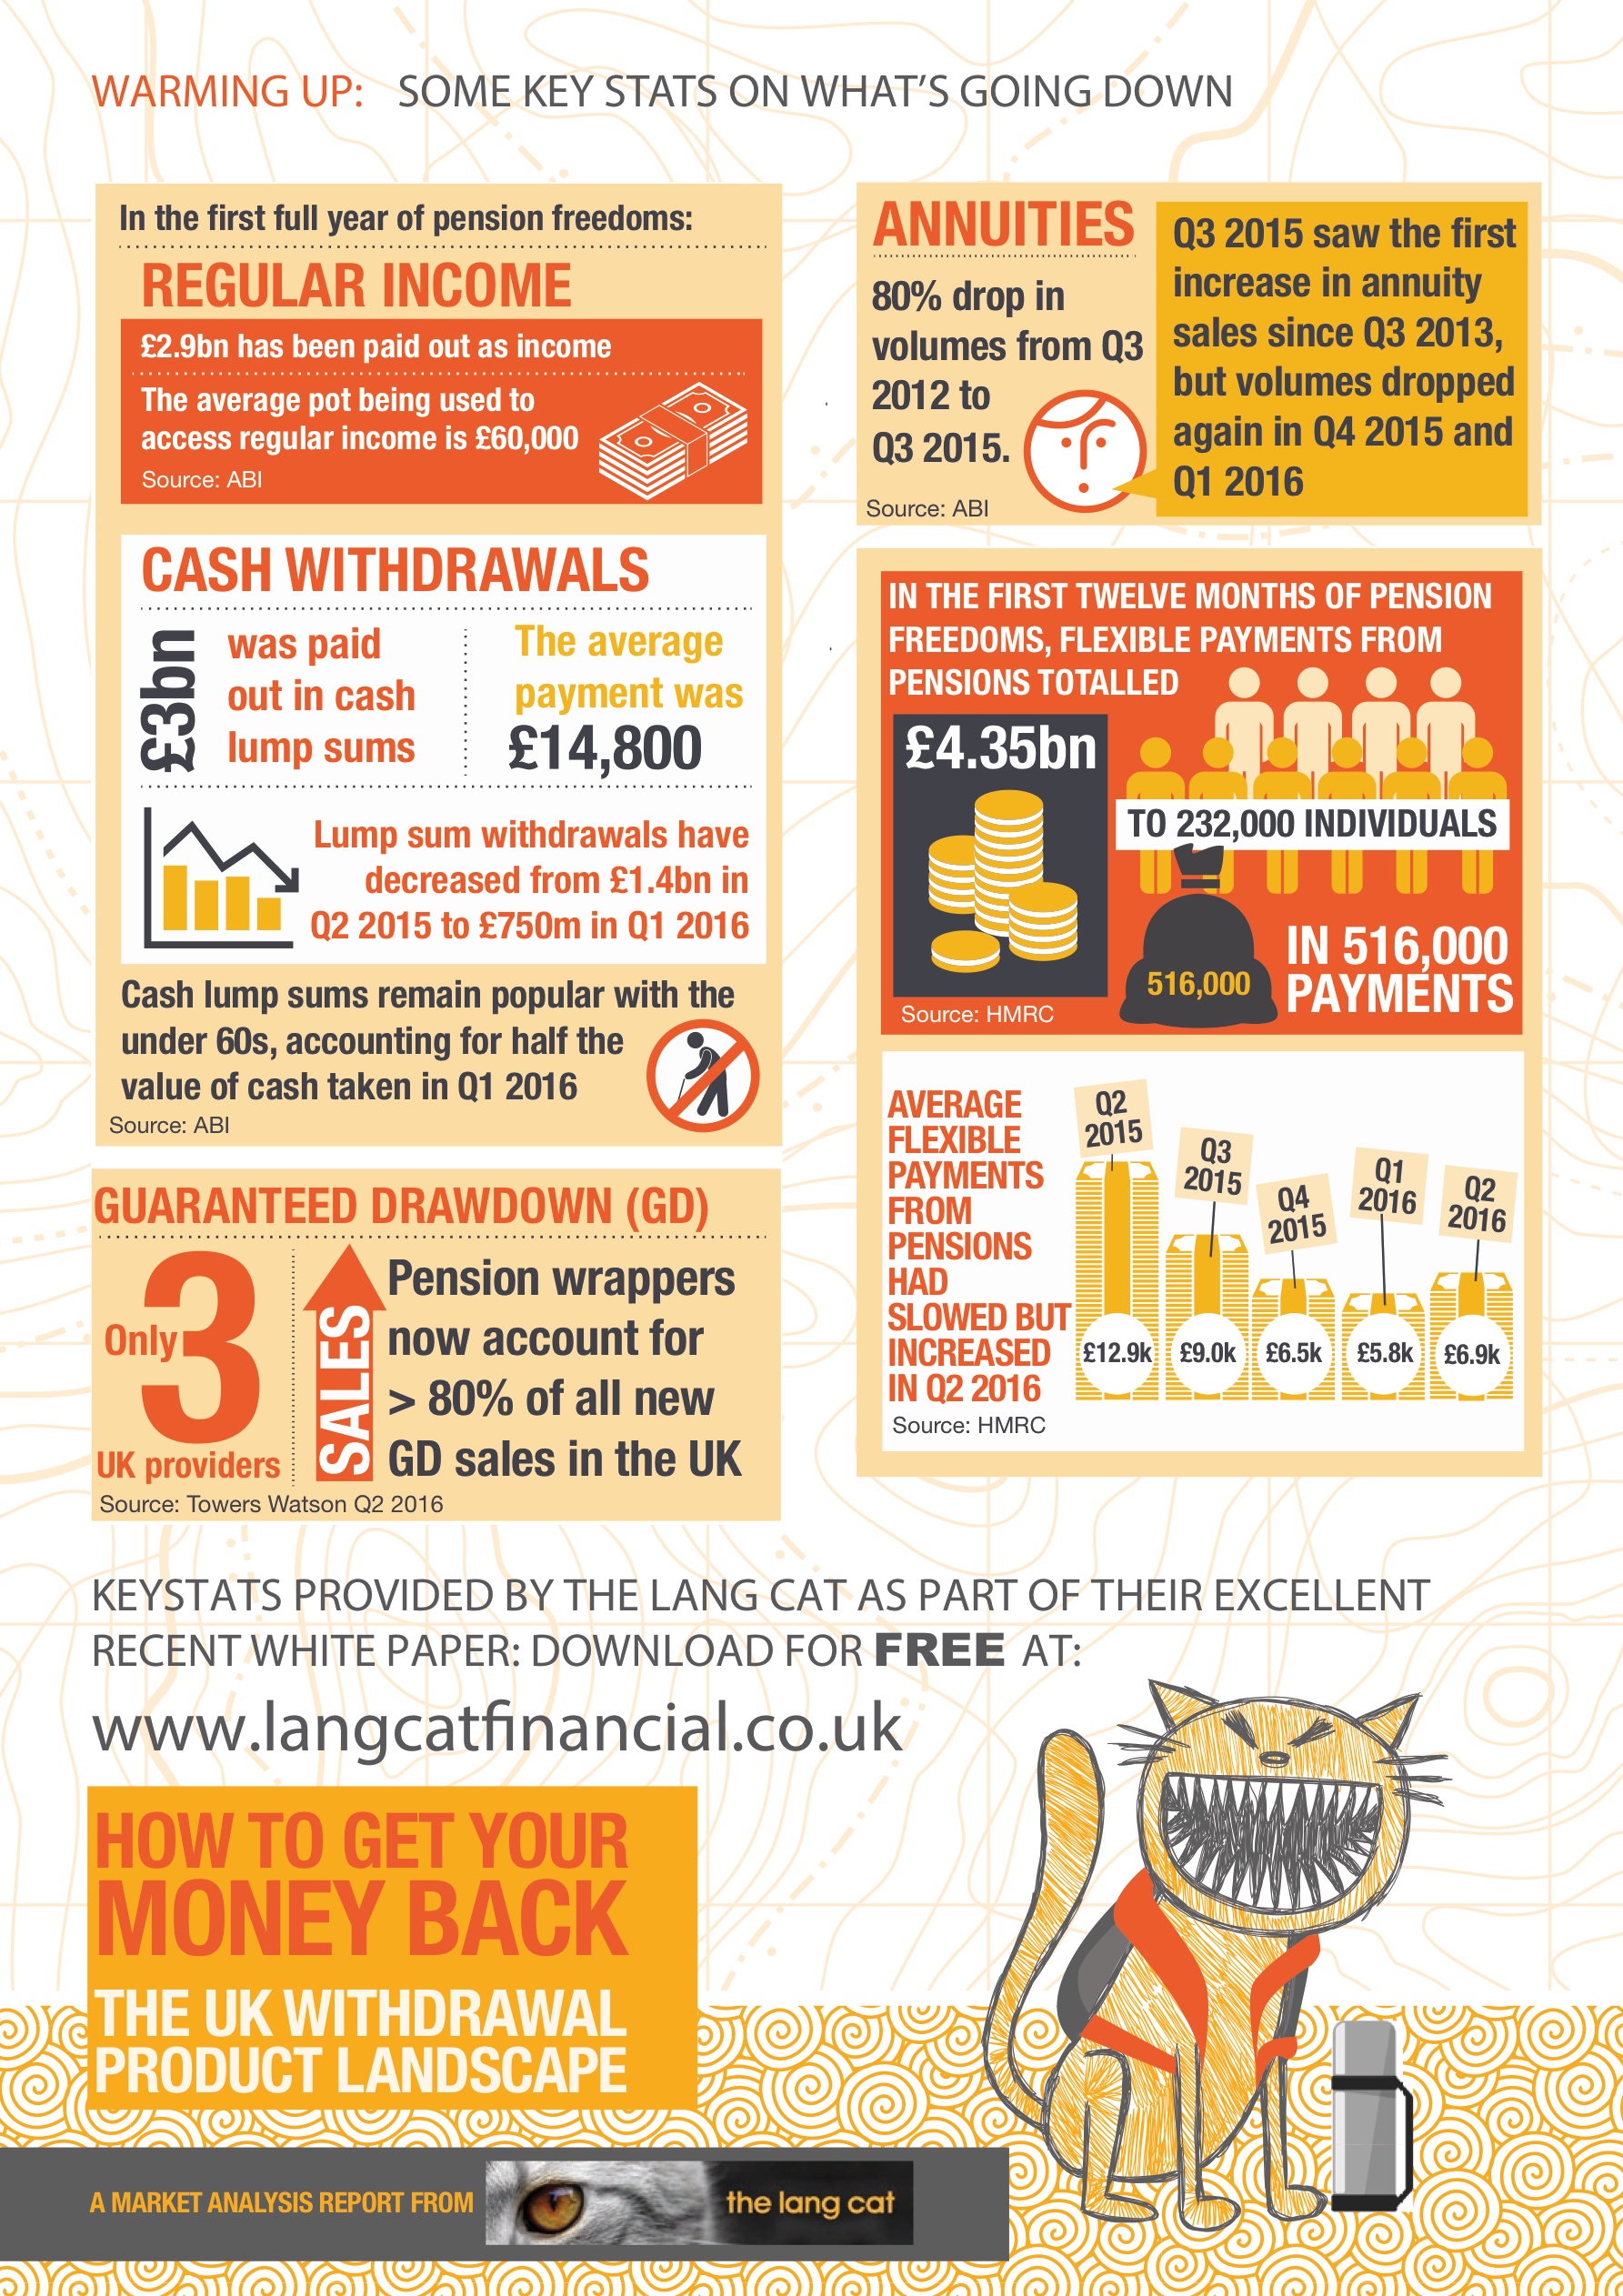 WARMING UP: SOME KEY STATS ON WHAT'S GOING DOWN
In the first full year of pension freedoms:
REGULAR INCOME
£2.9bn has been paid out as income
The average pot being used to
access regular income is £60,000
Source: ABI
CASH WITHDRAWALS
£3bn
was paid
out in cash
lump sums
The average
payment was
£14,800
Lump sum withdrawals have
decreased from £1.4bn in
Q2 2015 to £750m in Q1 2016
Cash lump sums remain popular with the
under 60s, accounting for half the
value of cash taken in Q1 2016
Source: ABI
GUARANTEED DRAWDOWN (GD)
Only
3
UK providers
SALES
Pension wrappers
now account for
> 80% of all new
GD sales in the UK
Source: Towers Watson Q2 2016
ANNUITIES
80% drop in
volumes from Q3
2012 to
Q3 2015.
Source: ABI
Q3 2015 saw the first
increase in annuity
sales since Q3 2013,
but volumes dropped
again in Q4 2015 and
Q1 2016
IN THE FIRST TWELVE MONTHS OF PENSION
FREEDOMS, FLEXIBLE PAYMENTS FROM
PENSIONS TOTALLED
£4.35bn
TO 232,000 INDIVIDUALS
516,000
IN 516,000
PAYMENTS
Source: HMRC
AVERAGE
FLEXIBLE
PAYMENTS
FROM
PENSIONS
HAD
SLOWED BUT
INCREASED
IN Q2 2016
Source: HMRC
Q2
2015
Q3
2015
Q4
2015
Q1
2016
Q2
2016
£12.9k
£9.0k
£6.5k
£5.8k
£6.9k
KEYSTATS PROVIDED BY THE LANG CAT AS PART OF THEIR EXCELLENT
RECENT WHITE PAPER: DOWNLOAD FOR FREE AT:
www.langcatfinancial.co.uk
HOW TO GET YOUR
MONEY BACK
THE UK WITHDRAWAL
PRODUCT LANDSCAPE
A MARKET ANALYSIS REPORT FROM
the lang cat